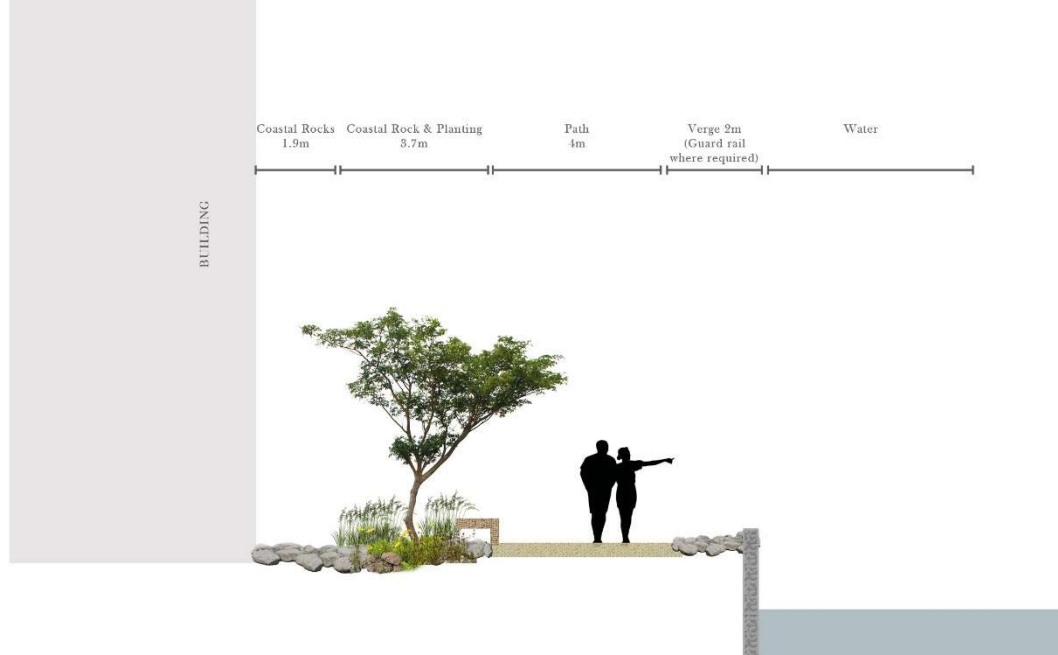 Coastal Rocks
1.9m
Coastal Rock & Planting
3.7m
Path
4m
Verge 2m
(Guard rail
where required)
Water
BUILDING